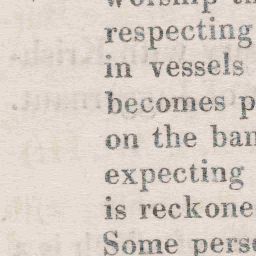 worship th
respecting
in vessels
becomes p
on the ban
expecting
is reckone
Some perso